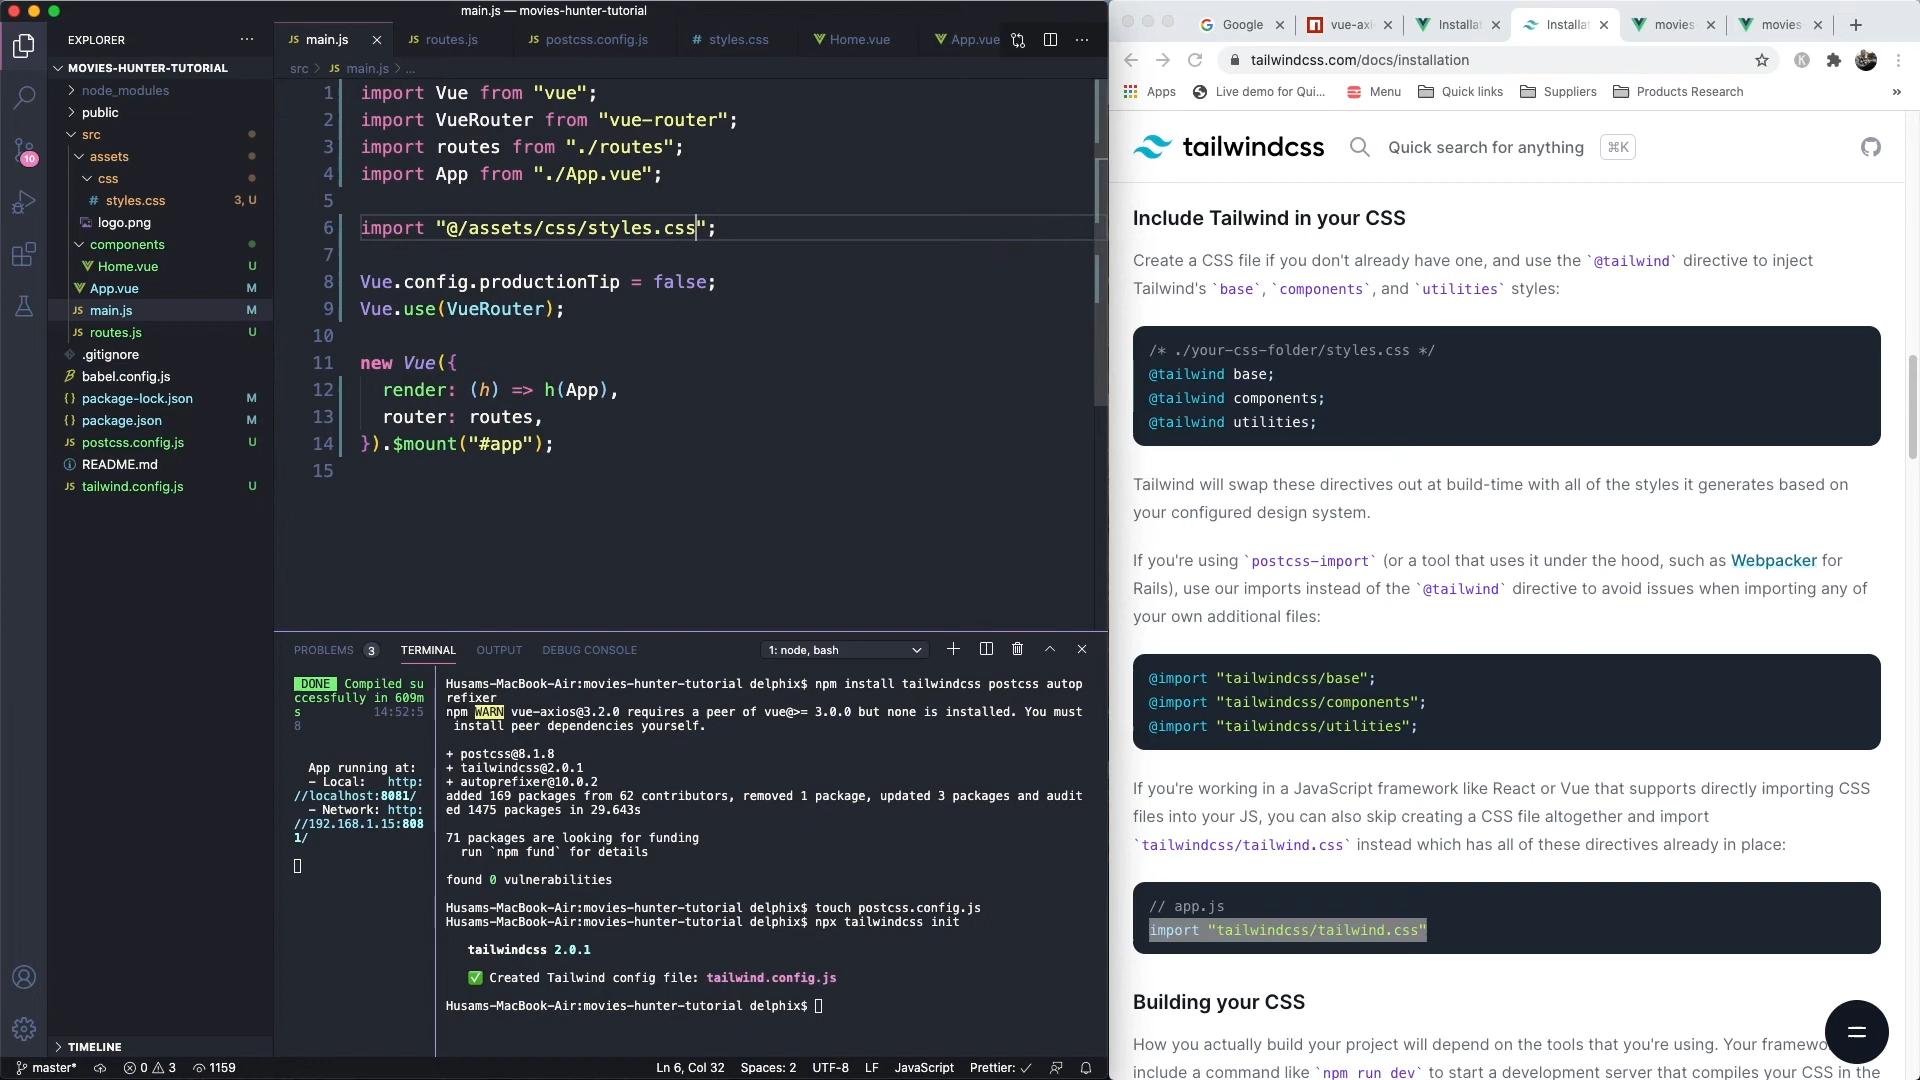 main.js — movies-hunter-tutorial
EXPLORER
MOVIES-HUNTER-TUTORIAL
node_modules
public
src
assets
css
# styles.css 3, U
logo.png
components
Home.vue U
App.vue M
JS main.js M
JS routes.js U
.gitignore
babel.config.js
{} package-lock.json M
{} package.json M
JS postcss.config.js U
README.md
JS tailwind.config.js U
TIMELINE
10
JS main.js
JS routes.js
JS postcss.config.js
# styles.css
Home.vue
App.vue
src > JS main.js > ...
1 import Vue from "vue";
2 import VueRouter from "vue-router";
3 import routes from "./routes";
4 import App from "./App.vue";
5
6 import "@/assets/css/styles.css";
7
8 Vue.config.productionTip = false;
9 Vue.use(VueRouter);
10
11 new Vue({
12 render: (h) => h(App),
13 router: routes,
14 }).$mount("#app");
15
PROBLEMS 3 TERMINAL OUTPUT DEBUG CONSOLE 1: node, bash
DONE Compiled su
ccessfully in 609m
s 14:52:5
8
App running at:
- Local: http:
//localhost:8081/
- Network: http:
//192.168.1.15:808
1/
Husams-MacBook-Air:movies-hunter-tutorial delphix$ npm install tailwindcss postcss autop
refixer
npm WARN vue-axios@3.2.0 requires a peer of vue@>= 3.0.0 but none is installed. You must
install peer dependencies yourself.
+ postcss@8.1.8
+ tailwindcss@2.0.1
+ autoprefixer@10.0.2
added 169 packages from 62 contributors, removed 1 package, updated 3 packages and audit
ed 1475 packages in 29.643s
71 packages are looking for funding
run `npm fund` for details
found 0 vulnerabilities
Husams-MacBook-Air:movies-hunter-tutorial delphix$ touch postcss.config.js
Husams-MacBook-Air:movies-hunter-tutorial delphix$ npx tailwindcss init
tailwindcss 2.0.1
✅ Created Tailwind config file: tailwind.config.js
Husams-MacBook-Air:movies-hunter-tutorial delphix$
master* 0 3 1159 Ln 6, Col 32 Spaces: 2 UTF-8 LF JavaScript Prettier: ✓
Google
vue-axi
Installat
Installat
movies
movies
tailwindcss.com/docs/installation
K
Apps
Live demo for Qui...
Menu
Quick links
Suppliers
Products Research
»
tailwindcss
Quick search for anything ⌘K
Include Tailwind in your CSS
Create a CSS file if you don't already have one, and use the `@tailwind` directive to inject
Tailwind's `base`, `components`, and `utilities` styles:
/* ./your-css-folder/styles.css */
@tailwind base;
@tailwind components;
@tailwind utilities;
Tailwind will swap these directives out at build-time with all of the styles it generates based on
your configured design system.
If you're using `postcss-import` (or a tool that uses it under the hood, such as Webpacker for
Rails), use our imports instead of the `@tailwind` directive to avoid issues when importing any of
your own additional files:
@import "tailwindcss/base";
@import "tailwindcss/components";
@import "tailwindcss/utilities";
If you're working in a JavaScript framework like React or Vue that supports directly importing CSS
files into your JS, you can also skip creating a CSS file altogether and import
`tailwindcss/tailwind.css` instead which has all of these directives already in place:
// app.js
import "tailwindcss/tailwind.css"
Building your CSS
How you actually build your project will depend on the tools that you're using. Your framewo
include a command like `npm run dev` to start a development server that compiles your CSS in the